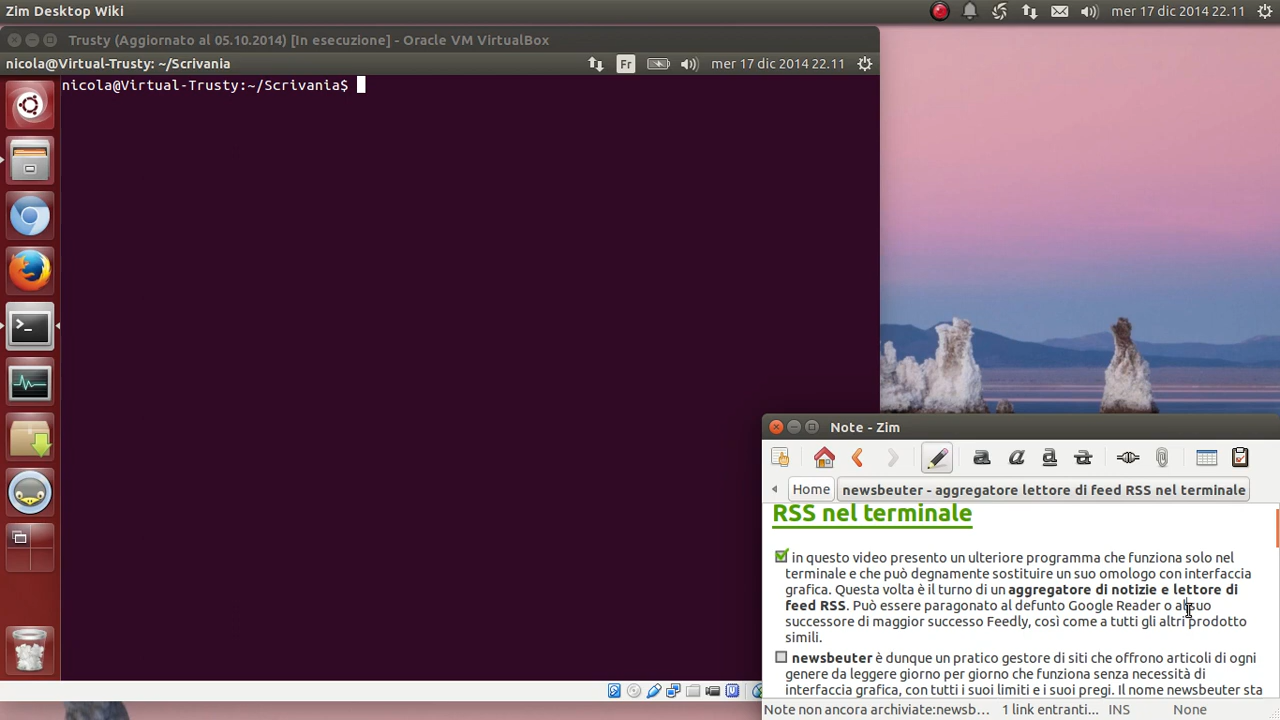 Zim Desktop Wiki
mer 17 dic 2014 22.11
Trusty (Aggiornato al 05.10.2014) [In esecuzione] - Oracle VM VirtualBox
nicola@Virtual-Trusty: ~/Scrivania
Fr
mer 17 dic 2014 22.11
nicola@Virtual-Trusty:~/Scrivania$
Note - Zim
Home
newsbeuter - aggregatore lettore di feed RSS nel terminale
RSS nel terminale
in questo video presento un ulteriore programma che funziona solo nel
terminale e che può degnamente sostituire un suo omologo con interfaccia
grafica. Questa volta è il turno di un aggregatore di notizie e lettore di
feed RSS. Può essere paragonato al defunto Google Reader o al suo
successore di maggior successo Feedly, così come a tutti gli altri prodotto
simili.
newsbeuter è dunque un pratico gestore di siti che offrono articoli di ogni
genere da leggere giorno per giorno che funziona senza necessità di
interfaccia grafica, con tutti i suoi limiti e i suoi pregi. Il nome newsbeuter sta
Note non ancora archiviate:newsb...
1 link entranti...
INS
None